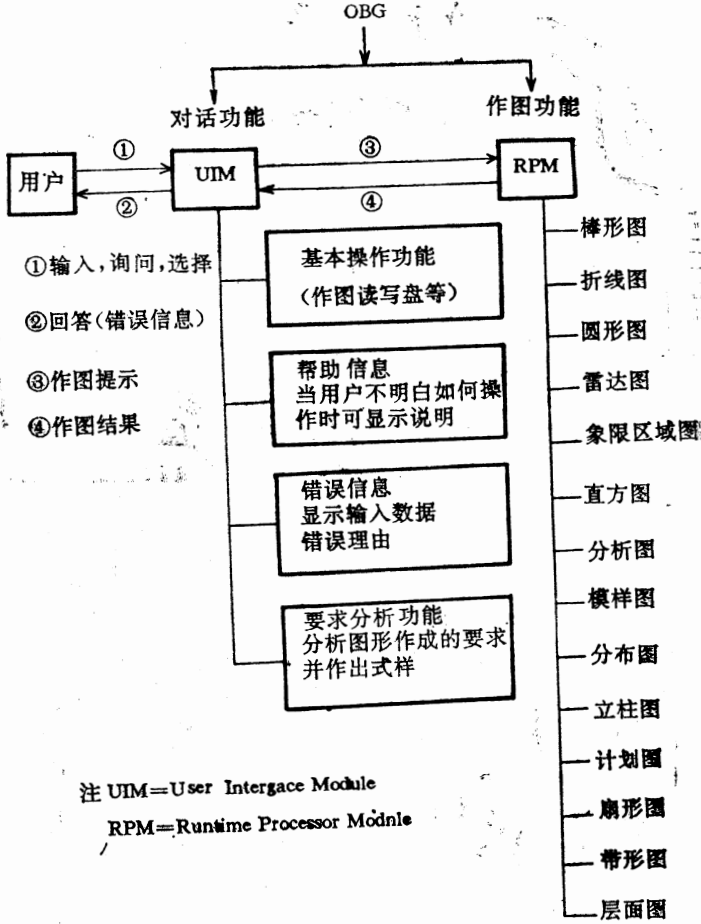 OBG
对话功能
作图功能
用户
①
②
UIM
③
④
RPM
①输入,询问,选择
②回答(错误信息)
③作图提示
④作图结果
基本操作功能
(作图读写盘等)
帮助信息
当用户不明白如何操
作时可显示说明
错误信息
显示输入数据
错误理由
要求分析功能
分析图形作成的要求
并作出式样
棒形图
折线图
圆形图
雷达图
象限区域图
直方图
分析图
模样图
分布图
立柱图
计划图
扇形图
带形图
层面图
注 UIM=User Intergace Module
RPM=Runtime Processor Modnle